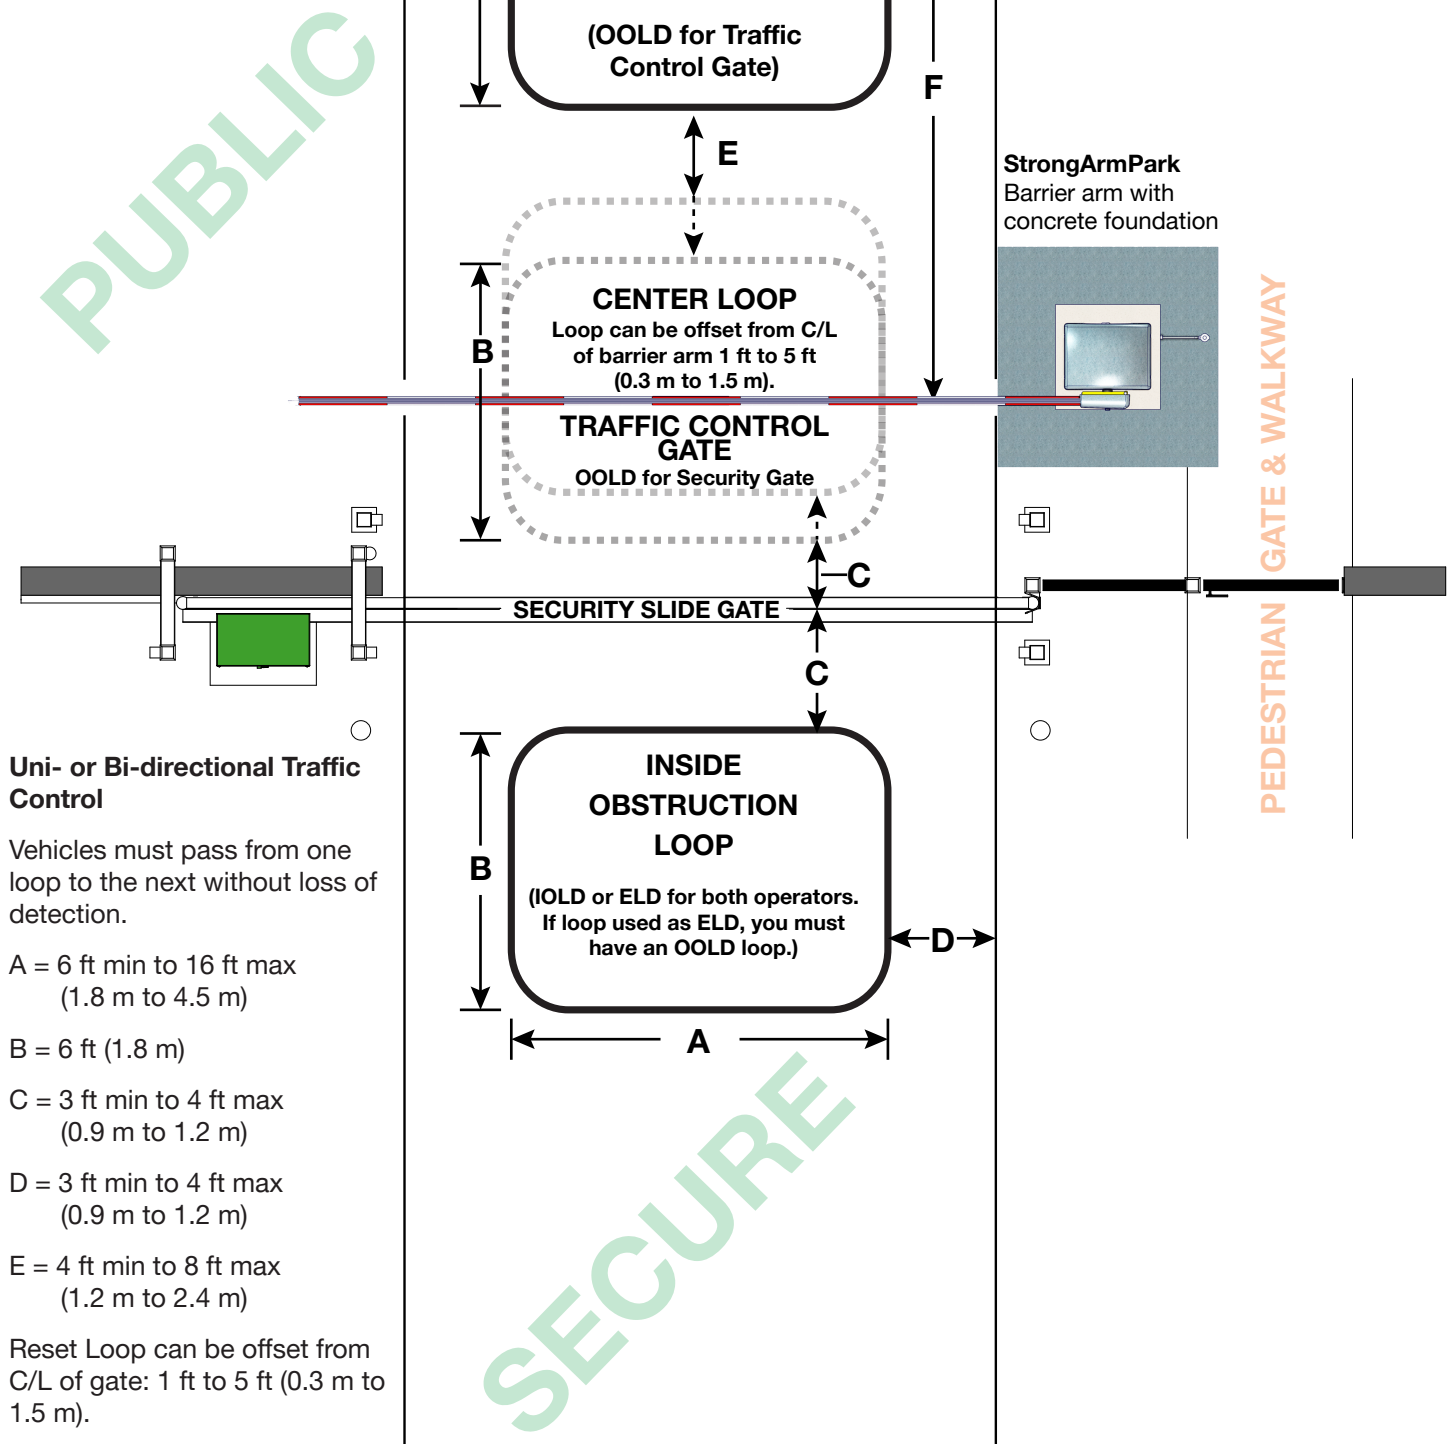 PUBLIC
(OOLD for Traffic
Control Gate)
F
E
StrongArmPark
Barrier arm with
concrete foundation
CENTER LOOP
Loop can be offset from C/L
of barrier arm 1 ft to 5 ft
(0.3 m to 1.5 m).
B
TRAFFIC CONTROL
GATE
OOLD for Security Gate
C
SECURITY SLIDE GATE
C
PEDESTRIAN GATE & WALKWAY
INSIDE
OBSTRUCTION
LOOP
(IOLD or ELD for both operators.
If loop used as ELD, you must
have an OOLD loop.)
B
D
A
SECURE
Uni- or Bi-directional Traffic
Control
Vehicles must pass from one
loop to the next without loss of
detection.
A = 6 ft min to 16 ft max
(1.8 m to 4.5 m)
B = 6 ft (1.8 m)
C = 3 ft min to 4 ft max
(0.9 m to 1.2 m)
D = 3 ft min to 4 ft max
(0.9 m to 1.2 m)
E = 4 ft min to 8 ft max
(1.2 m to 2.4 m)
Reset Loop can be offset from
C/L of gate: 1 ft to 5 ft (0.3 m to
1.5 m).